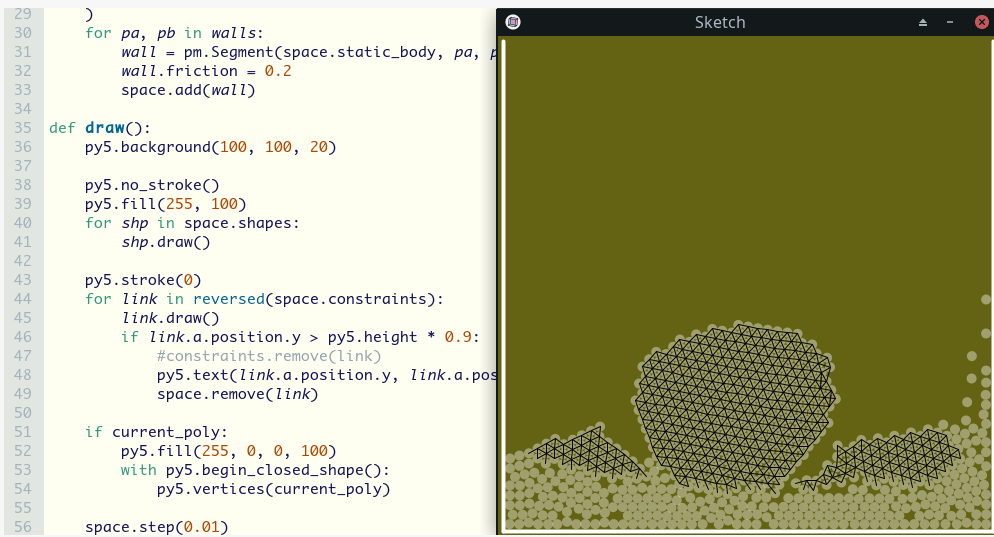 29 )
30 for pa, pb in walls:
31 wall = pm.Segment(space.static_body, pa, p
32 wall.friction = 0.2
33 space.add(wall)
34
35 def draw():
36 py5.background(100, 100, 20)
37
38 py5.no_stroke()
39 py5.fill(255, 100)
40 for shp in space.shapes:
41 shp.draw()
42
43 py5.stroke(0)
44 for link in reversed(space.constraints):
45 link.draw()
46 if link.a.position.y > py5.height * 0.9:
47 #constraints.remove(link)
48 py5.text(link.a.position.y, link.a.pos
49 space.remove(link)
50
51 if current_poly:
52 py5.fill(255, 0, 0, 100)
53 with py5.begin_closed_shape():
54 py5.vertices(current_poly)
55
56 space.step(0.01)
Sketch